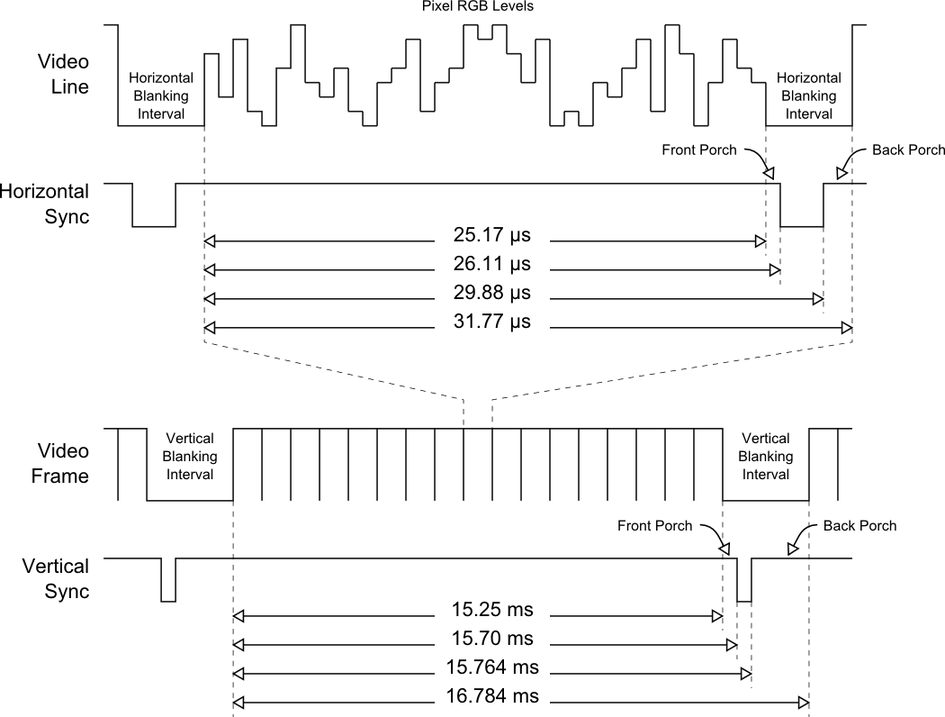 Pixel RGB Levels
Video
Line
Horizontal
Blanking
Interval
Horizontal
Blanking
Interval
Front Porch
Back Porch
Horizontal
Sync
25.17 µs
26.11 µs
29.88 µs
31.77 µs
Video
Frame
Vertical
Blanking
Interval
Vertical
Blanking
Interval
Front Porch
Back Porch
Vertical
Sync
15.25 ms
15.70 ms
15.764 ms
16.784 ms